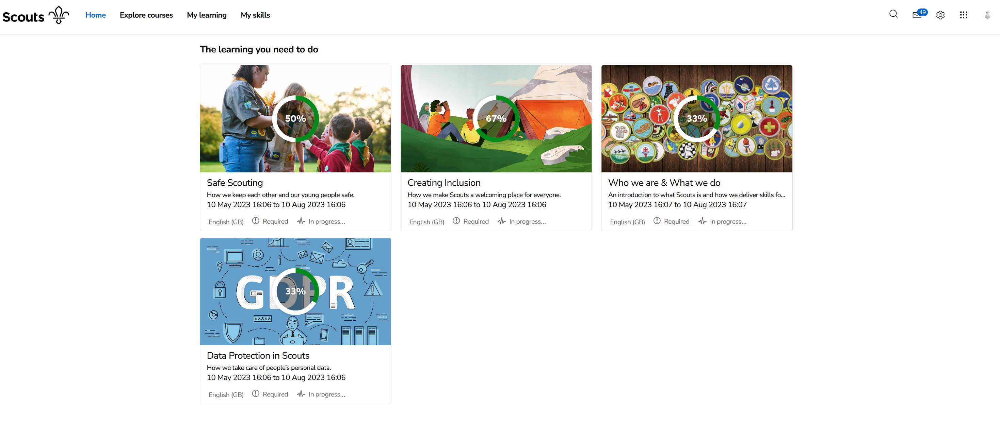 Scouts
Home
Explore courses
My learning
My skills
49
The learning you need to do
50%
67%
33%
Safe Scouting
How we keep each other and our young people safe.
10 May 2023 16:06 to 10 Aug 2023 16:06
English (GB) Required In progress...
Creating Inclusion
How we make Scouts a welcoming place for everyone.
10 May 2023 16:06 to 10 Aug 2023 16:06
English (GB) Required In progress...
Who we are & What we do
An introduction to what Scouts is and how we deliver skills fo...
10 May 2023 16:07 to 10 Aug 2023 16:07
English (GB) Required In progress...
GDPR
33%
Data Protection in Scouts
How we take care of people’s personal data.
10 May 2023 16:06 to 10 Aug 2023 16:06
English (GB) Required In progress...